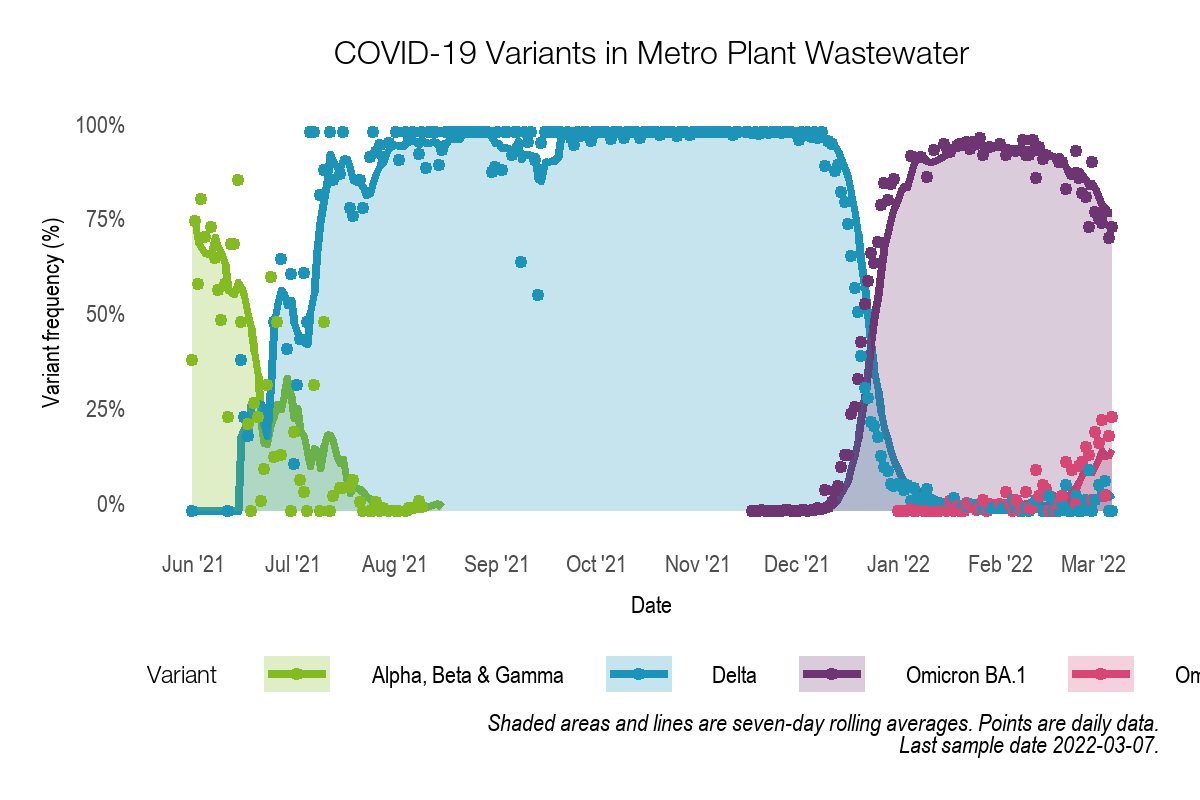 COVID-19 Variants in Metro Plant Wastewater
Variant frequency (%)
100%
75%
50%
25%
0%
Jun '21 Jul '21 Aug '21 Sep '21 Oct '21 Nov '21 Dec '21 Jan '22 Feb '22 Mar '22
Date
Variant Alpha, Beta & Gamma Delta Omicron BA.1 Om
Shaded areas and lines are seven-day rolling averages. Points are daily data.
Last sample date 2022-03-07.